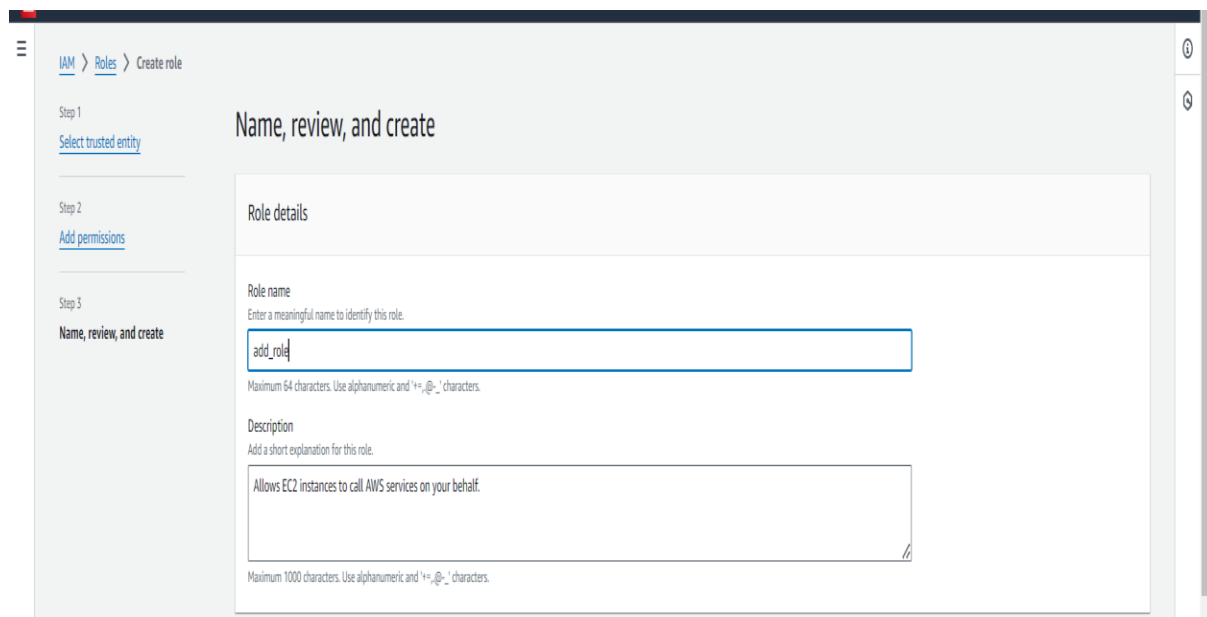 IAM > Roles > Create role
Step 1
Select trusted entity
Step 2
Add permissions
Step 3
Name, review, and create
Name, review, and create
Role details
Role name
Enter a meaningful name to identify this role.
add_role
Maximum 64 characters. Use alphanumeric and '+=,.@-_' characters.
Description
Add a short explanation for this role.
Allows EC2 instances to call AWS services on your behalf.
Maximum 1000 characters. Use alphanumeric and '+=,.@-_' characters.